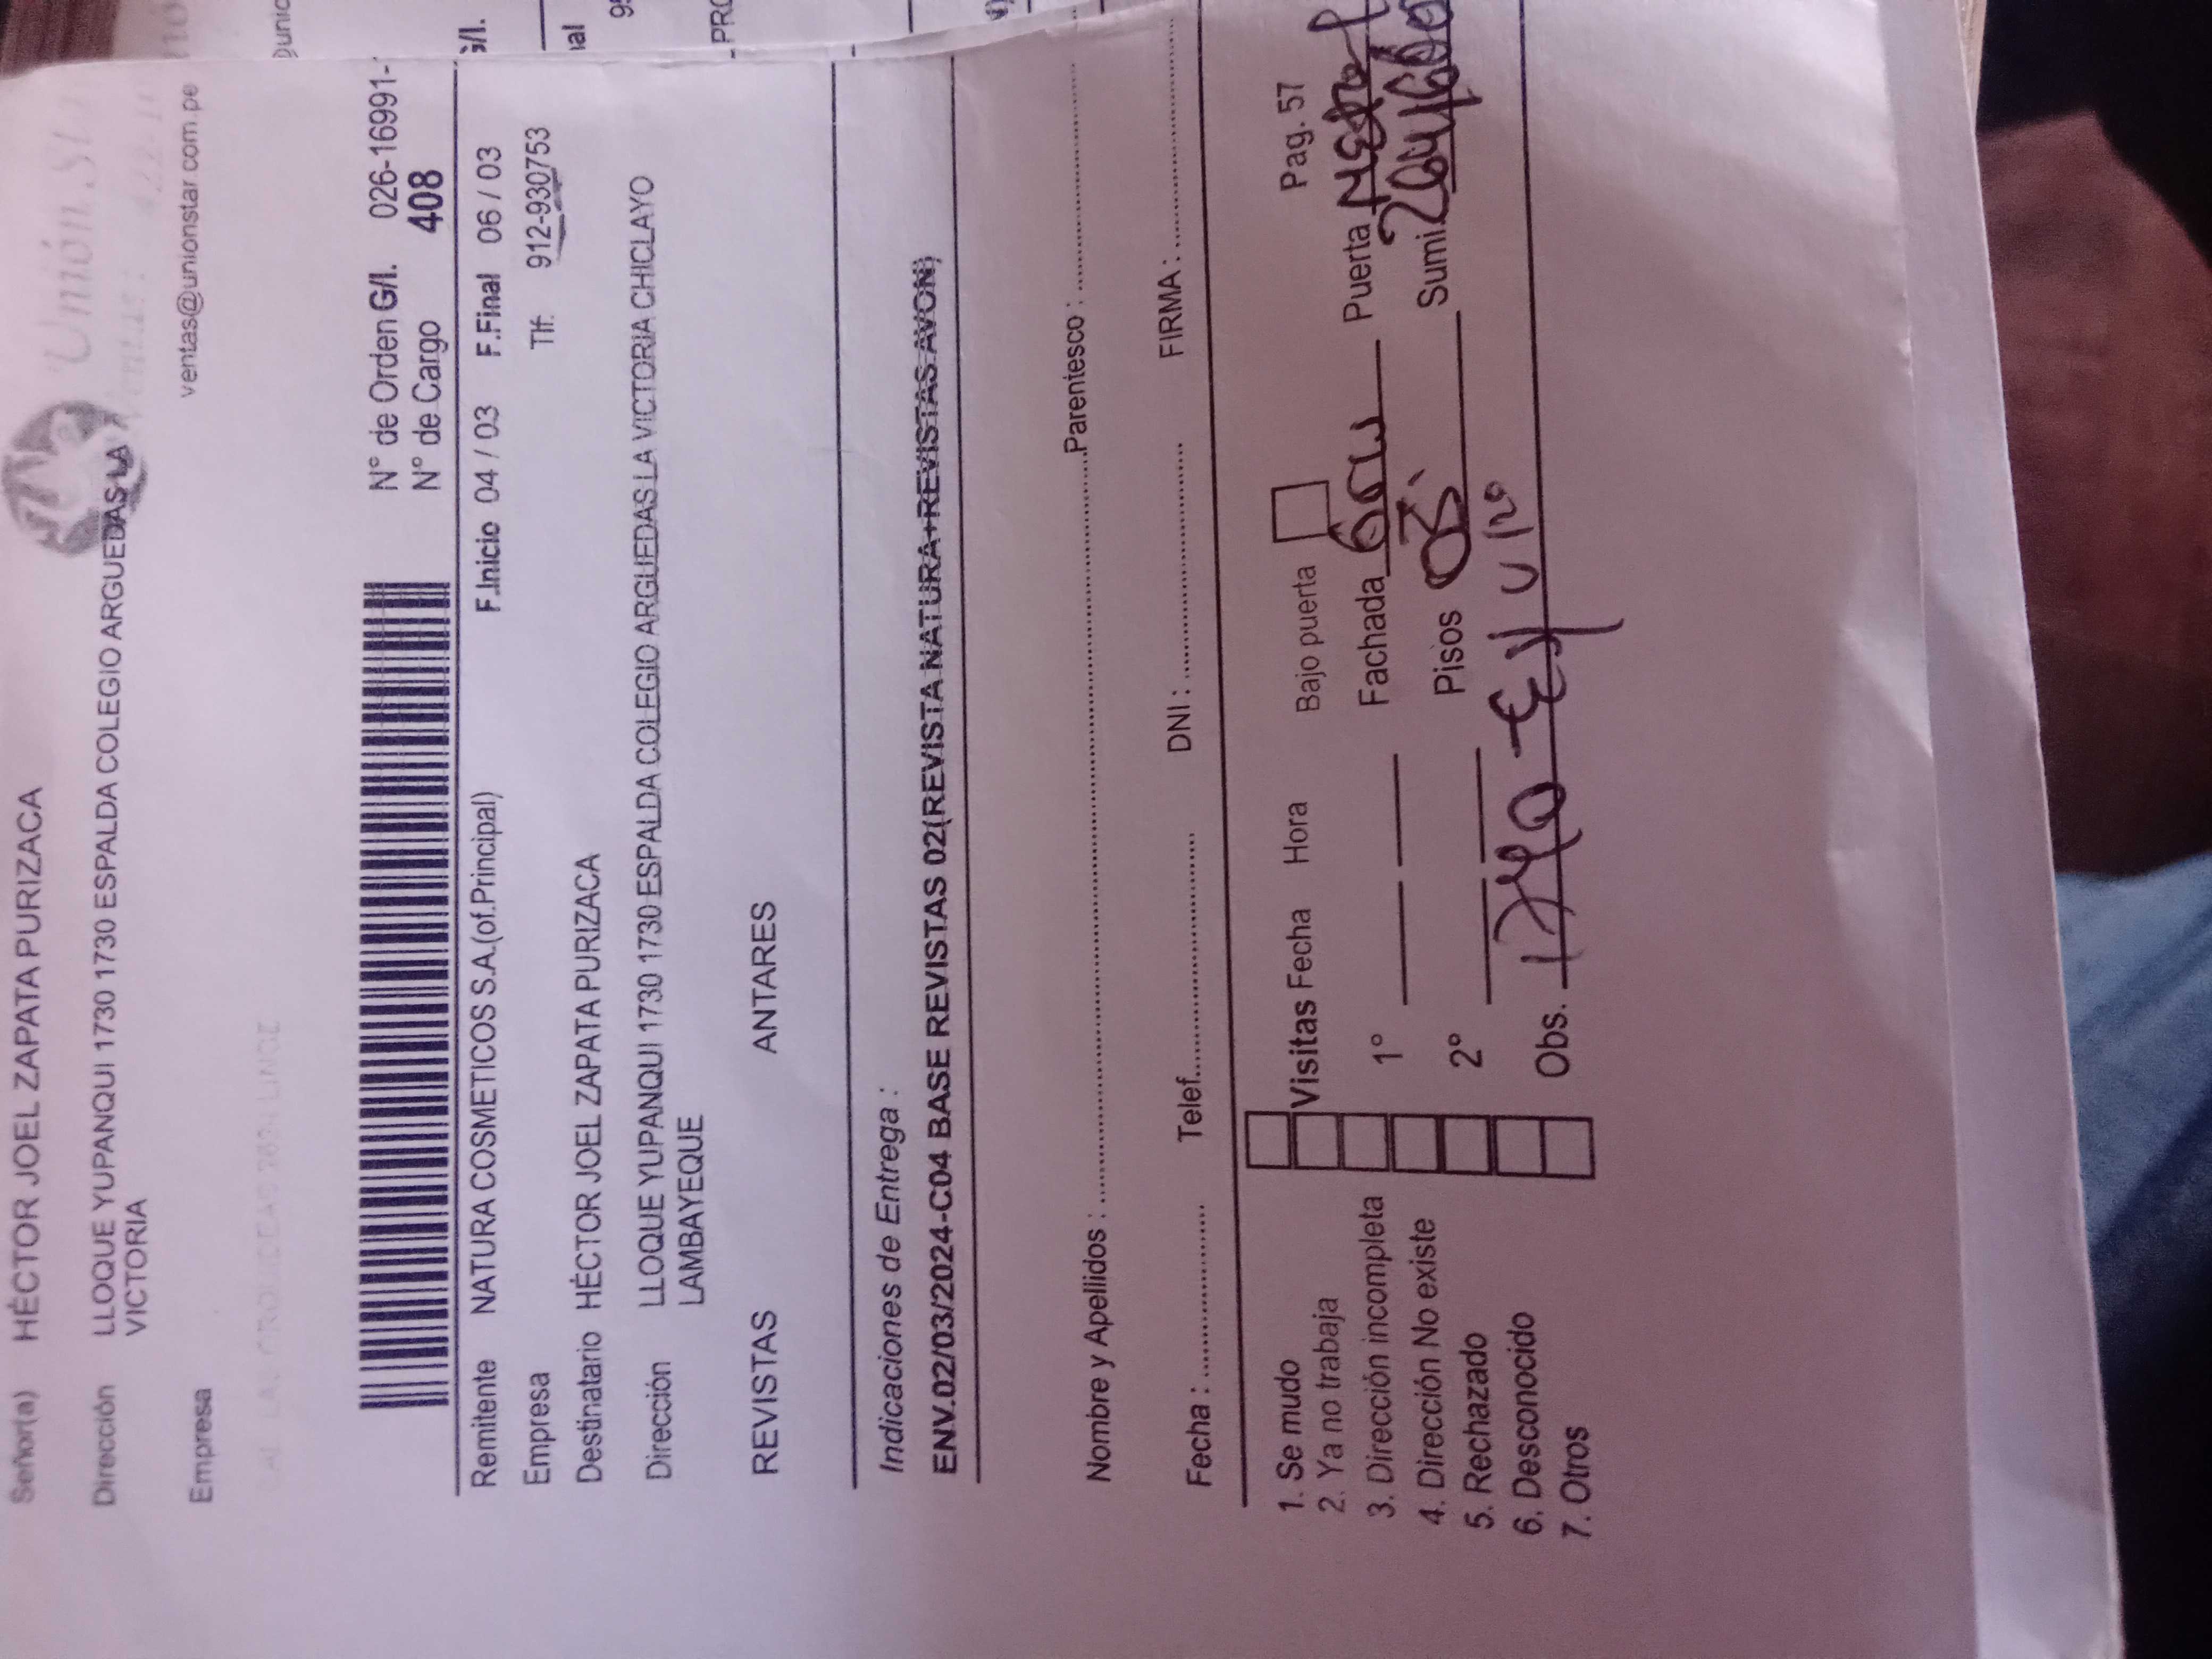 Señor(a) HÉCTOR JOEL ZAPATA PURIZACA
Dirección LLOQUE YUPANQUI 1730 1730 1730 ESPALDA COLEGIO ARGUEDAS LA
VICTORIA
Unión.St
ventas@unionstar.com.pe
Empresa
N° de Orden G/I. 026-16991-
N° de Cargo 408
Remitente NATURA COSMETICOS S.A.(of.Principal) F.Inicio 04 / 03 F.Final 06 / 03
Empresa Tlf. 912-930753
Destinatario HÉCTOR JOEL ZAPATA PURIZACA
Dirección LLOQUE YUPANQUI 1730 1730 1730 ESPALDA COLEGIO ARGUEDAS LA VICTORIA CHICLAYO
LAMBAYEQUE
REVISTAS ANTARES
Indicaciones de Entrega :
ENV.02/03/2024-C04 BASE REVISTAS 02(REVISTA NATURA+REVISTAS AVON)
Nombre y Apellidos : Parentesco :
Fecha : Telef. DNI : FIRMA :
1. Se mudo Visitas Fecha Hora Bajo puerta Pag. 57
2. Ya no trabaja
3. Dirección incompleta 1° Fachada Puerta
4. Dirección No existe
5. Rechazado 2° Pisos Sumi.
6. Desconocido
7. Otros Obs.